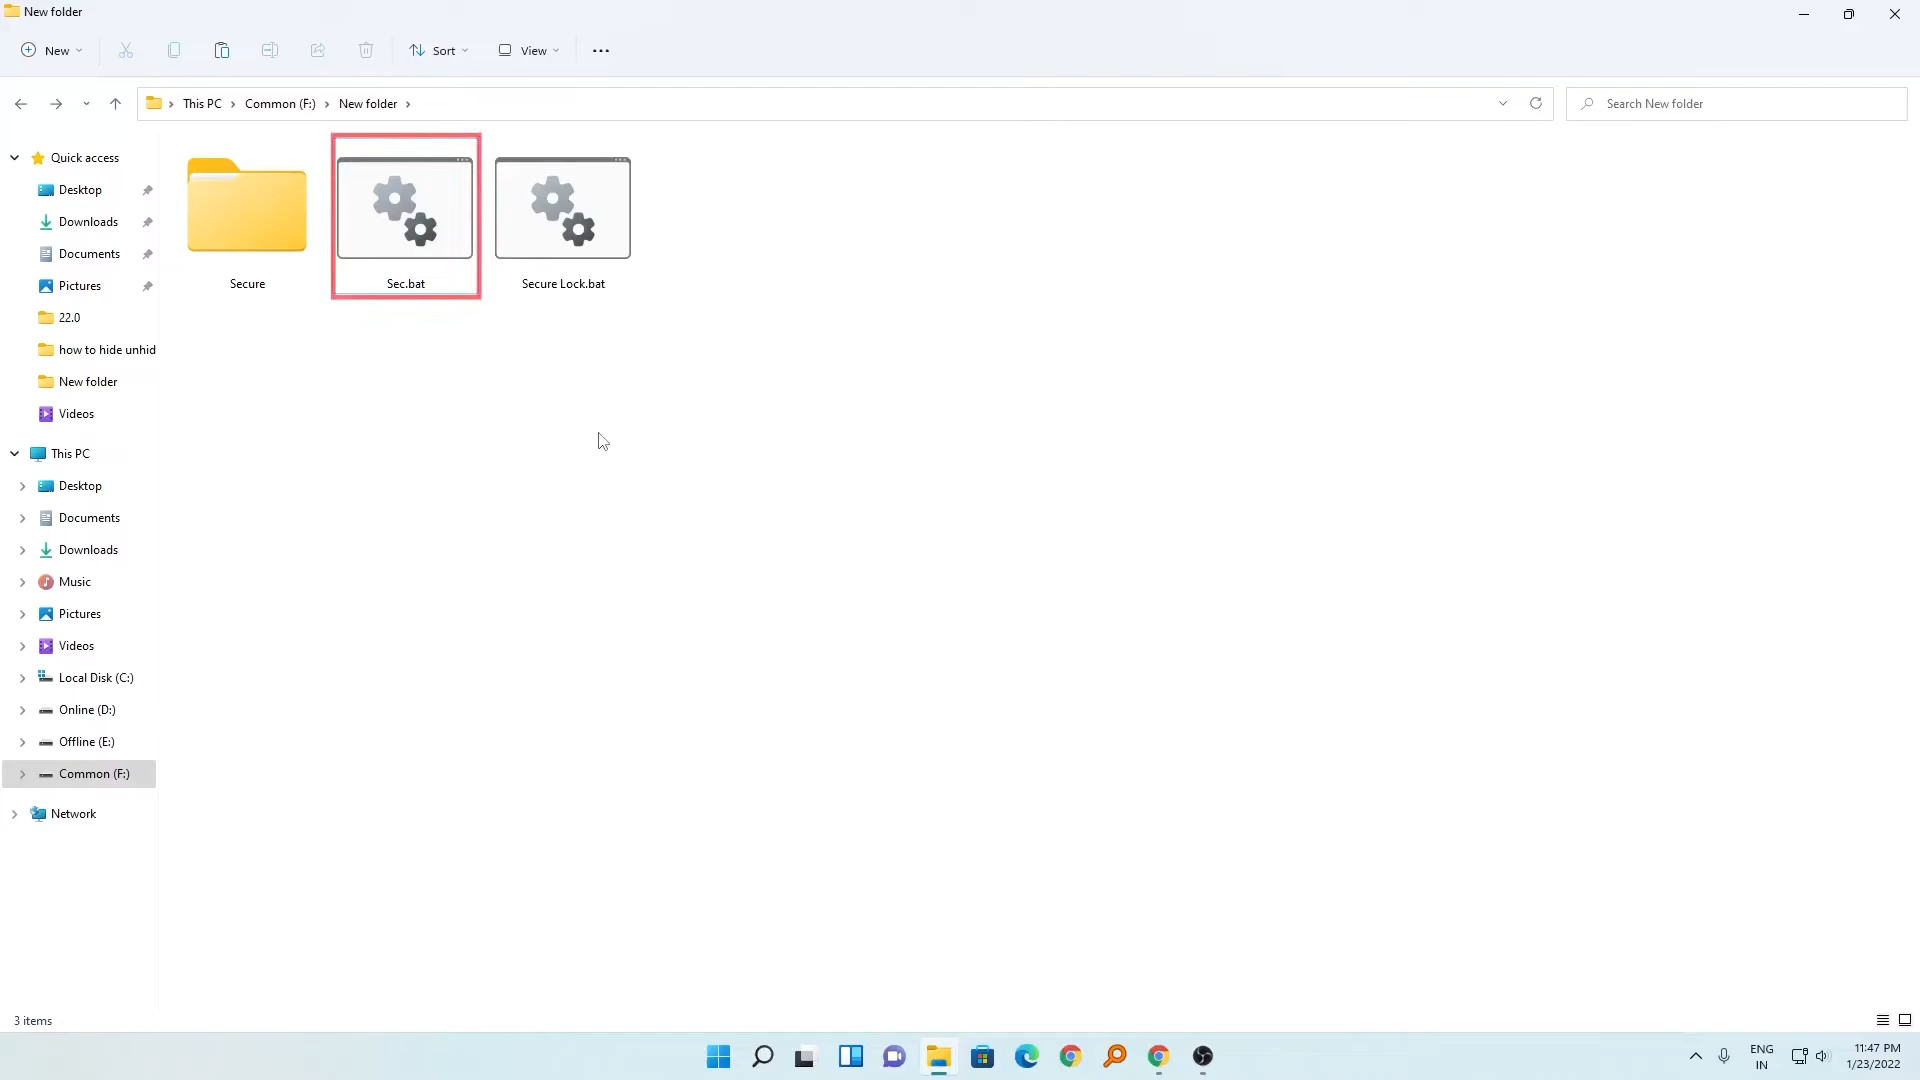 New folder
New
Sort
View
This PC
Common (F:)
New folder
Search New folder
Quick access
Desktop
Downloads
Documents
Pictures
22.0
how to hide unhid
New folder
Videos
This PC
Desktop
Documents
Downloads
Music
Pictures
Videos
Local Disk (C:)
Online (D:)
Offline (E:)
Common (F:)
Network
Secure
Sec.bat
Secure Lock.bat
3 items
ENG
IN
11:47 PM
1/23/2022